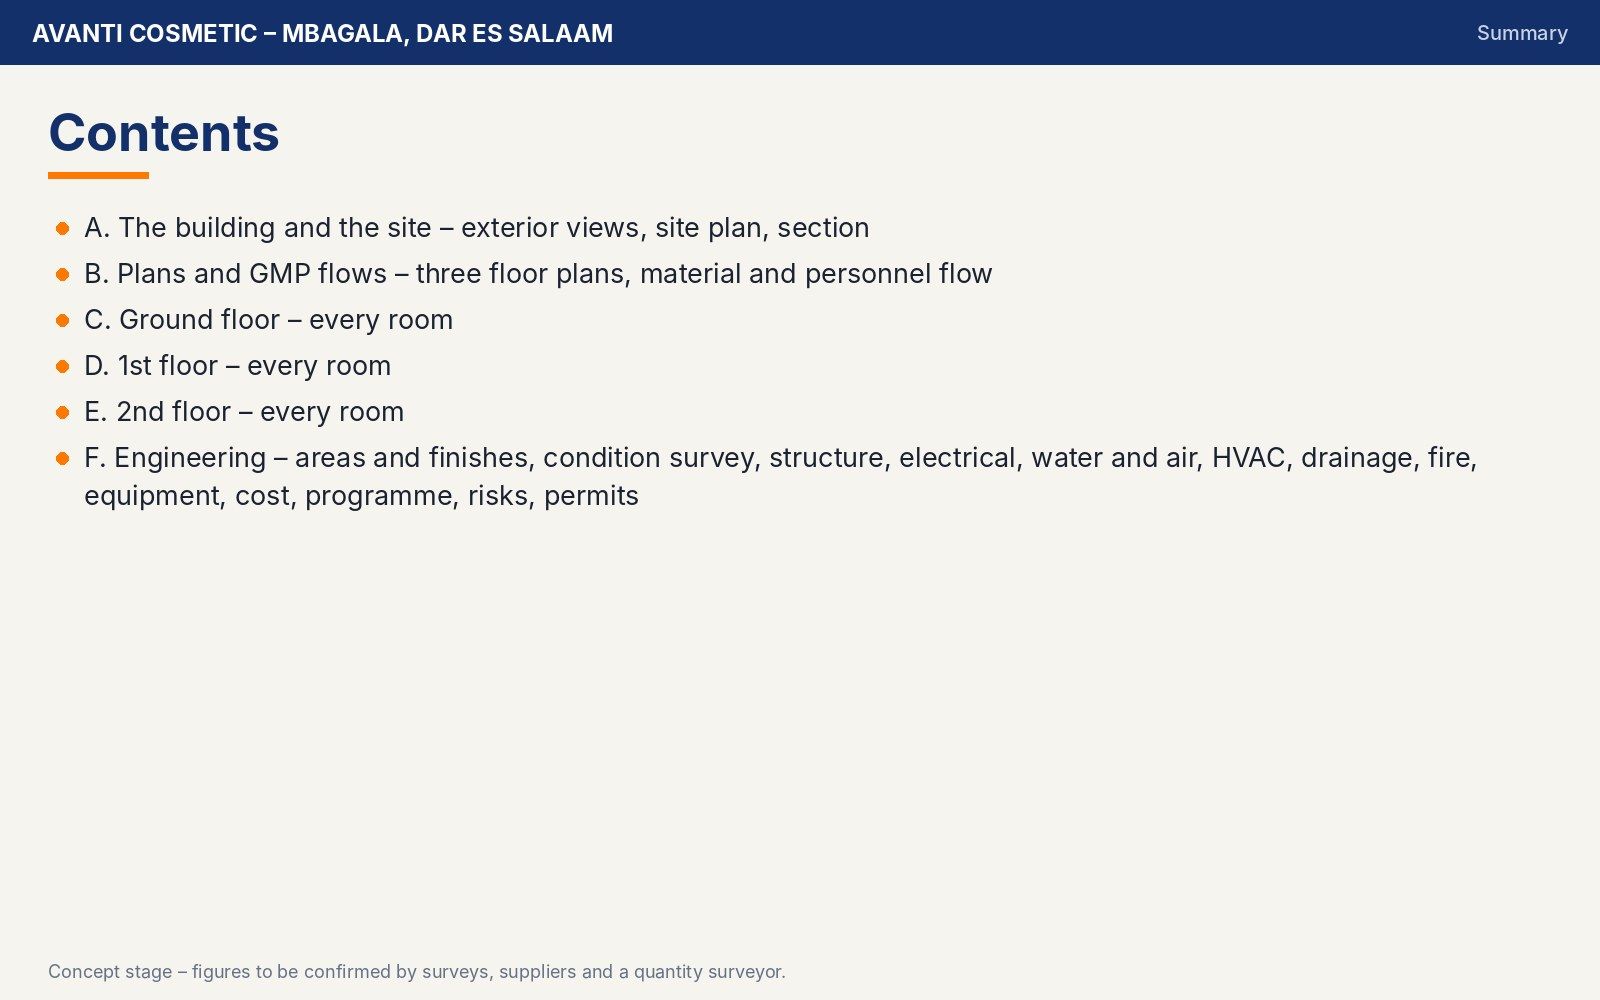 AVANTI COSMETIC – MBAGALA, DAR ES SALAAM
Summary
Contents
A. The building and the site – exterior views, site plan, section
B. Plans and GMP flows – three floor plans, material and personnel flow
C. Ground floor – every room
D. 1st floor – every room
E. 2nd floor – every room
F. Engineering – areas and finishes, condition survey, structure, electrical, water and air, HVAC, drainage, fire,
equipment, cost, programme, risks, permits
Concept stage – figures to be confirmed by surveys, suppliers and a quantity surveyor.